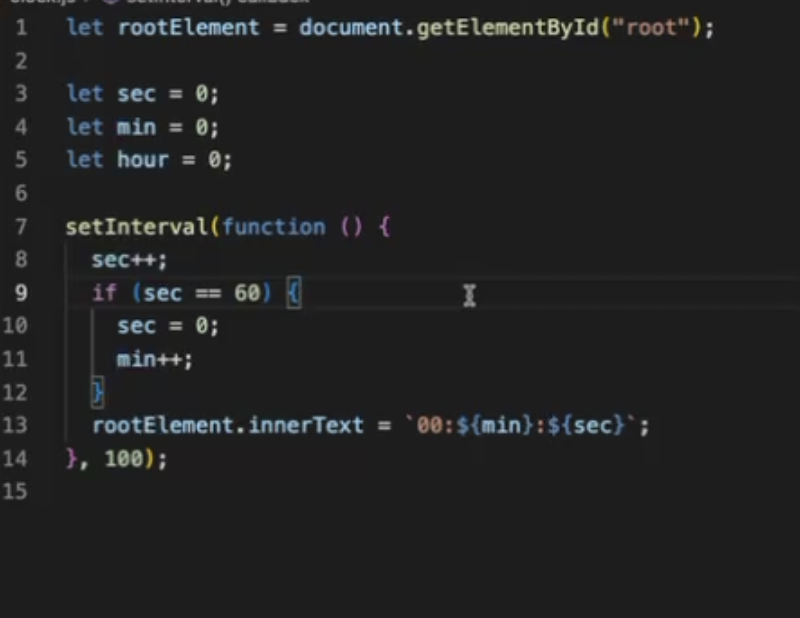 1 let rootElement = document.getElementById("root");
2
3 let sec = 0;
4 let min = 0;
5 let hour = 0;
6
7 setInterval(function () {
8 sec++;
9 if (sec == 60) {
10 sec = 0;
11 min++;
12 }
13 rootElement.innerText = `00:${min}:${sec}`;
14 }, 100);
15